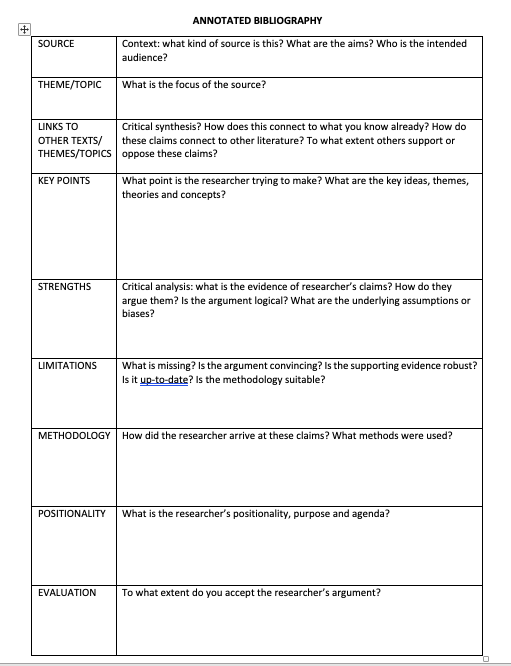 ANNOTATED BIBLIOGRAPHY
SOURCE
Context: what kind of source is this? What are the aims? Who is the intended
audience?
THEME/TOPIC
What is the focus of the source?
LINKS TO
OTHER TEXTS/
THEMES/TOPICS
Critical synthesis? How does this connect to what you know already? How do
these claims connect to other literature? To what extent others support or
oppose these claims?
KEY POINTS
What point is the researcher trying to make? What are the key ideas, themes,
theories and concepts?
STRENGTHS
Critical analysis: what is the evidence of researcher's claims? How do they
argue them? Is the argument logical? What are the underlying assumptions or
biases?
LIMITATIONS
What is missing? Is the argument convincing? Is the supporting evidence robust?
Is it up-to-date? Is the methodology suitable?
METHODOLOGY
How did the researcher arrive at these claims? What methods were used?
POSITIONALITY
What is the researcher's positionality, purpose and agenda?
EVALUATION
To what extent do you accept the researcher's argument?